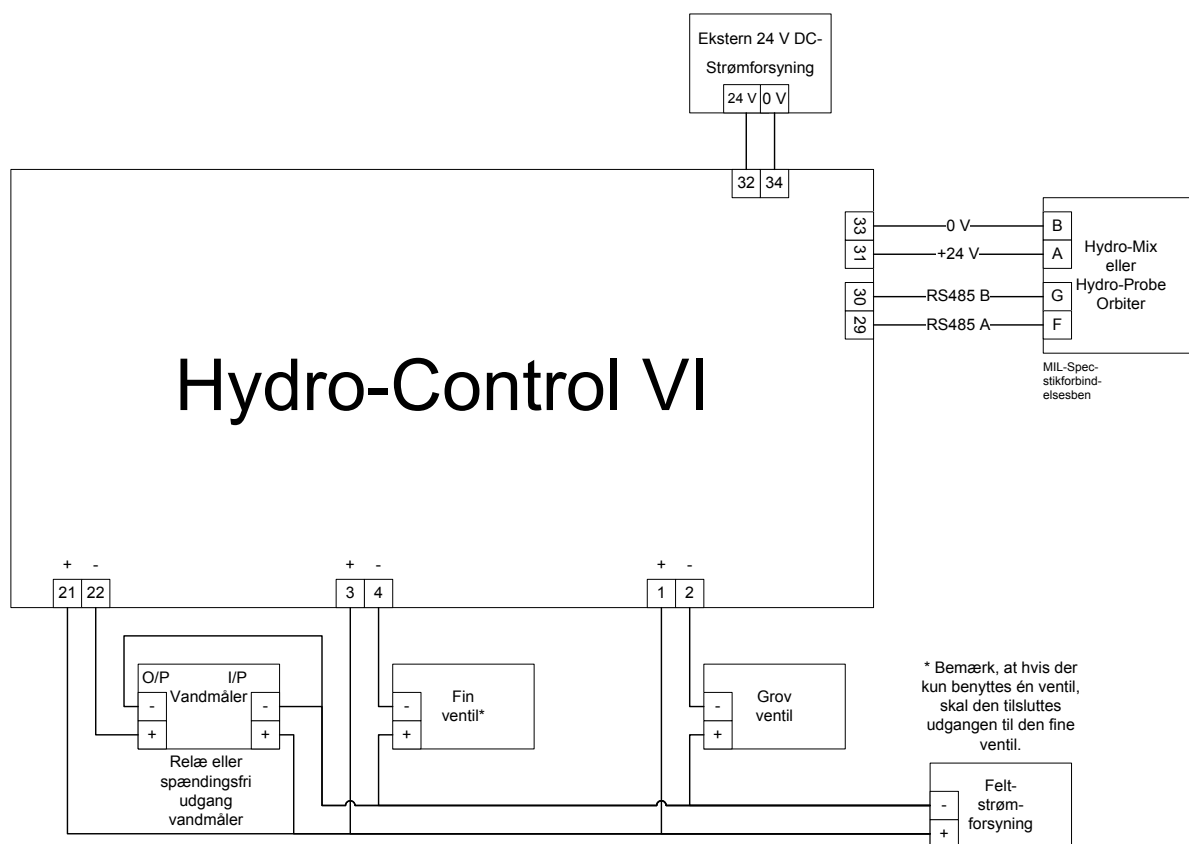 Ekstern 24 V DC-
Strømforsyning
24 V 0 V
32 34
33 0 V B
31 +24 V A
30 RS485 B G
29 RS485 A F
Hydro-Mix
eller
Hydro-Probe
Orbiter
MIL-Spec-
stikforbind-
elsesben
Hydro-Control VI
+ - + - + -
21 22 3 4 1 2
O/P I/P
Vandmåler
- -
+ +
Relæ eller
spændingsfri
udgang
vandmåler
Fin
ventil*
-
+
Grov
ventil
-
+
* Bemærk, at hvis der
kun benyttes én ventil,
skal den tilsluttes
udgangen til den fine
ventil.
Felt-
strøm-
forsyning
-
+